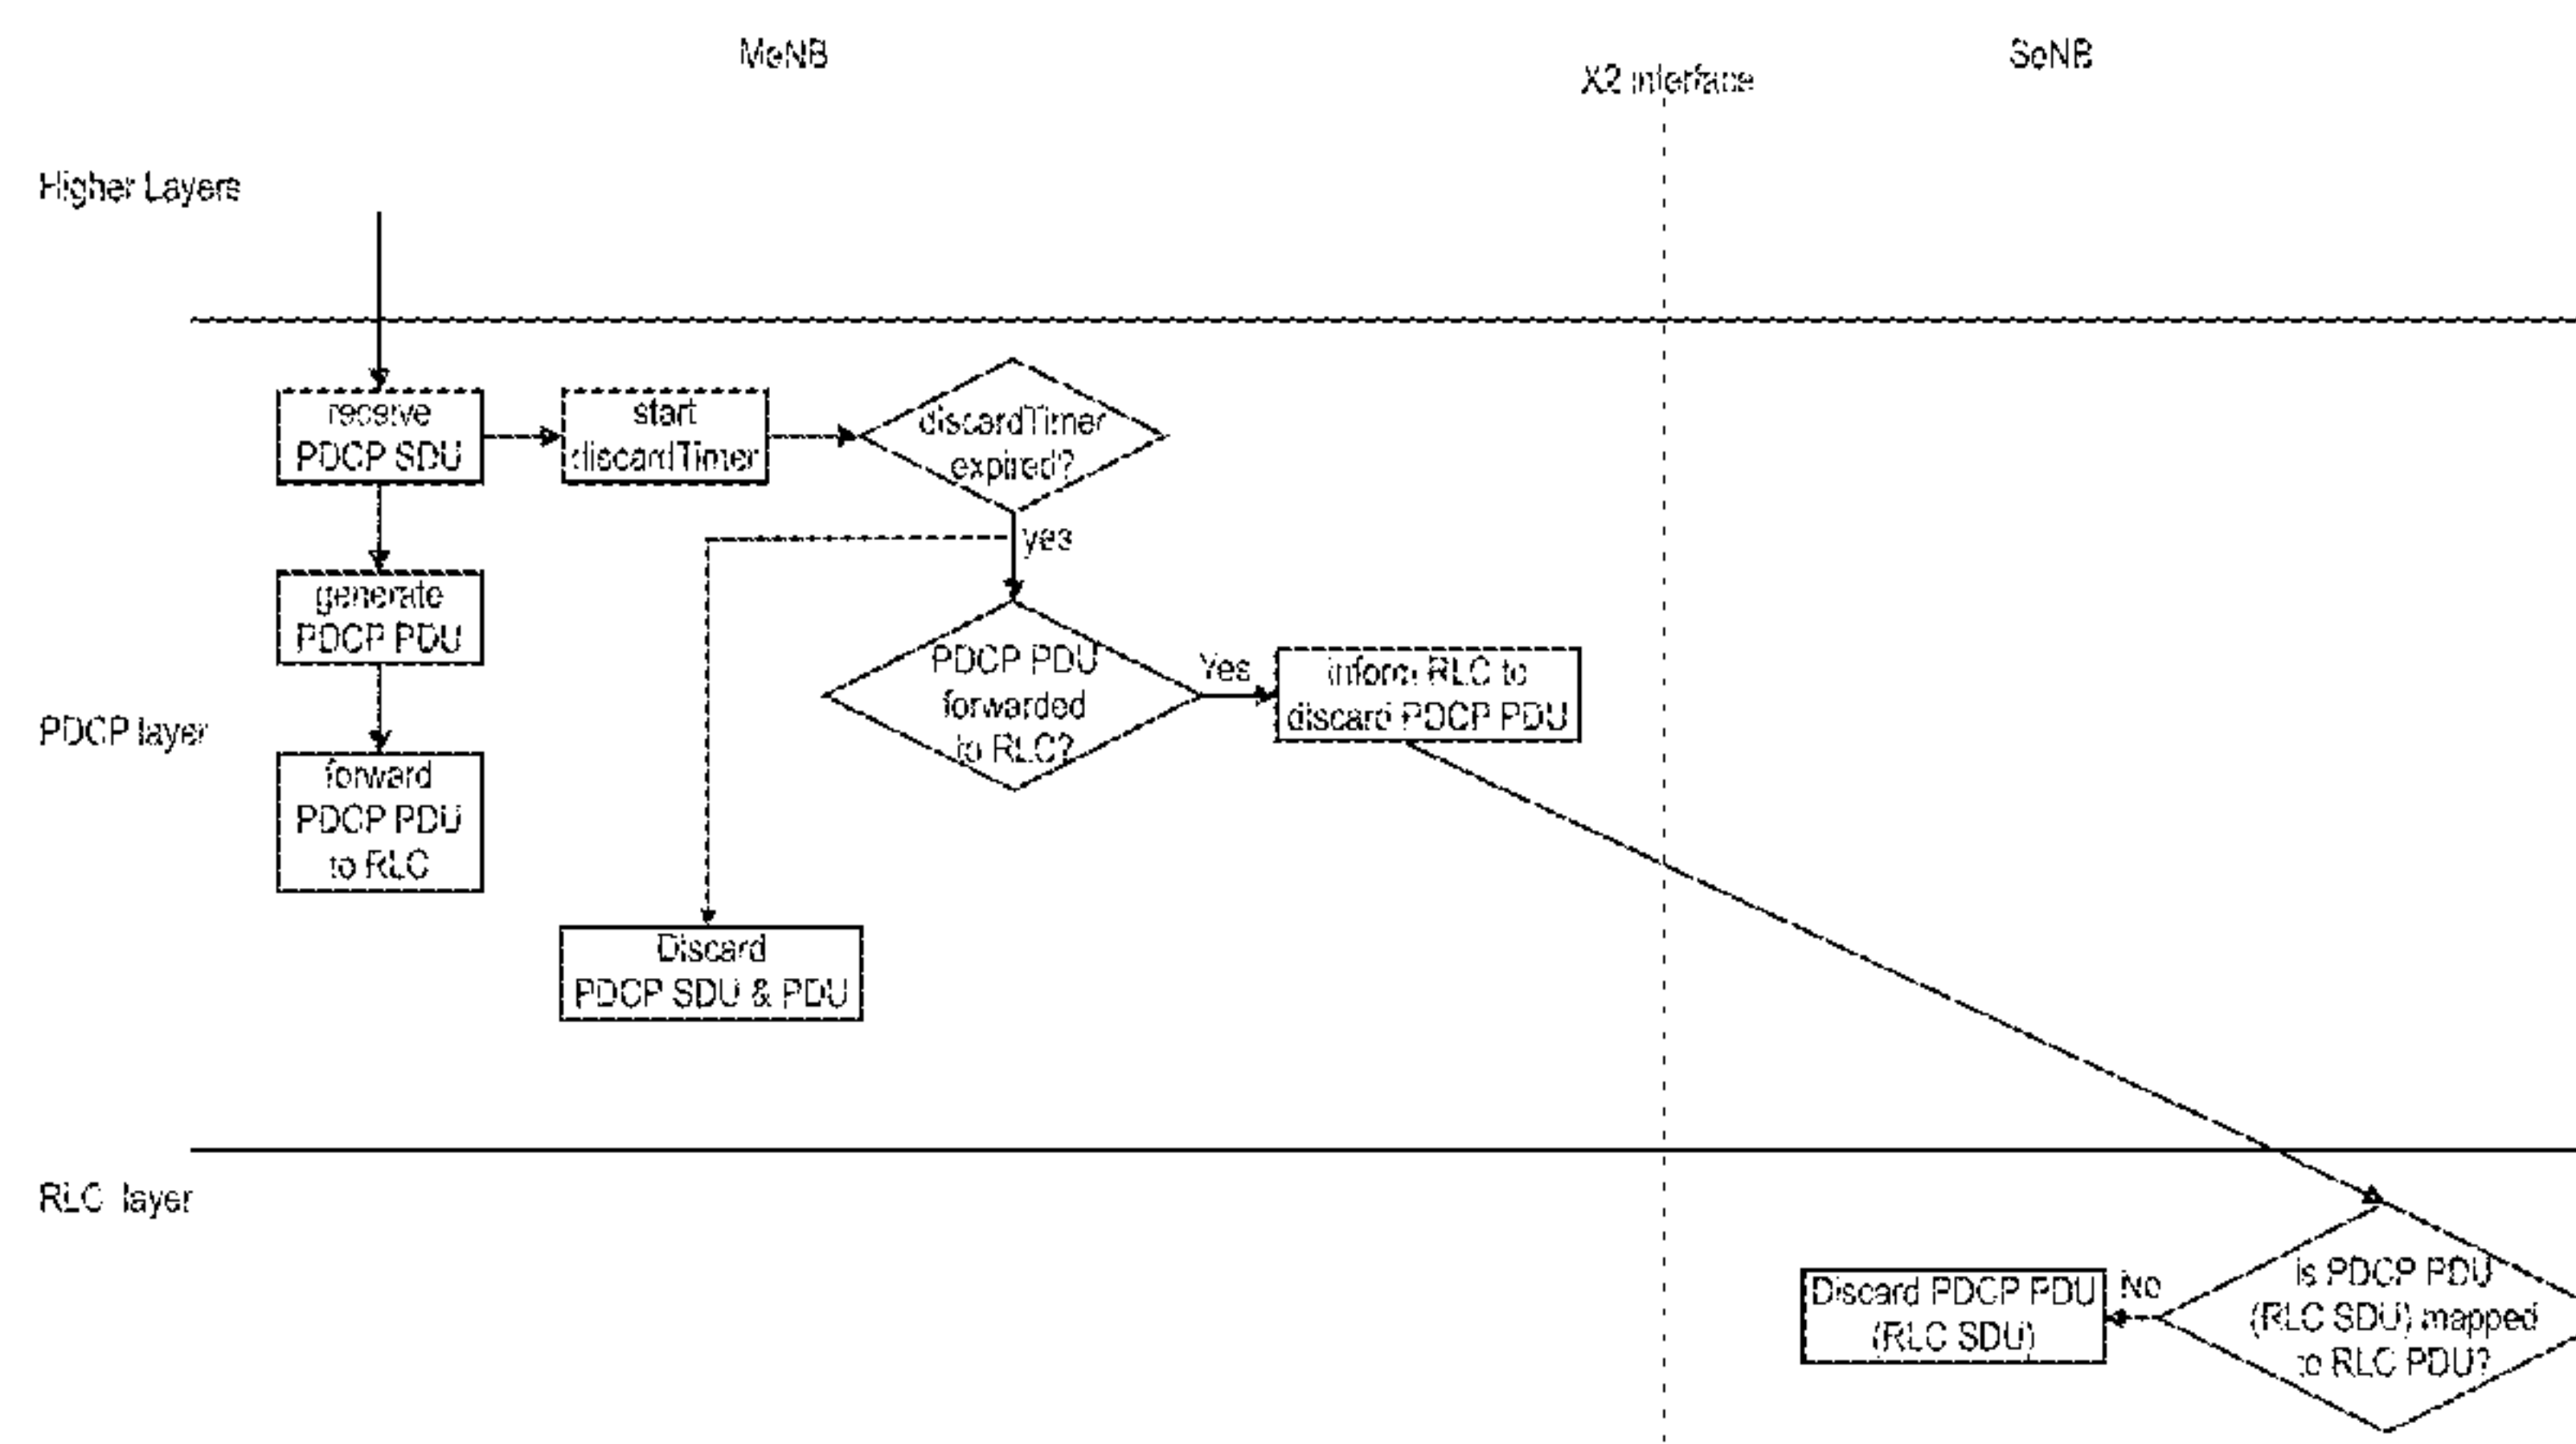 MeNB
SeNB
X2 interface
Higher Layers
receive
PDCP SDU
start
discardTimer
discardTimer
expired?
yes
generate
PDCP PDU
PDCP PDU
forwarded
to RLC?
Yes
inform RLC to
discard PDCP PDU
PDCP layer
forward
PDCP PDU
to RLC
Discard
PDCP SDU & PDU
RLC layer
Discard PDCP PDU
(RLC SDU)
No
is PDCP PDU
(RLC SDU) mapped
to RLC PDU?